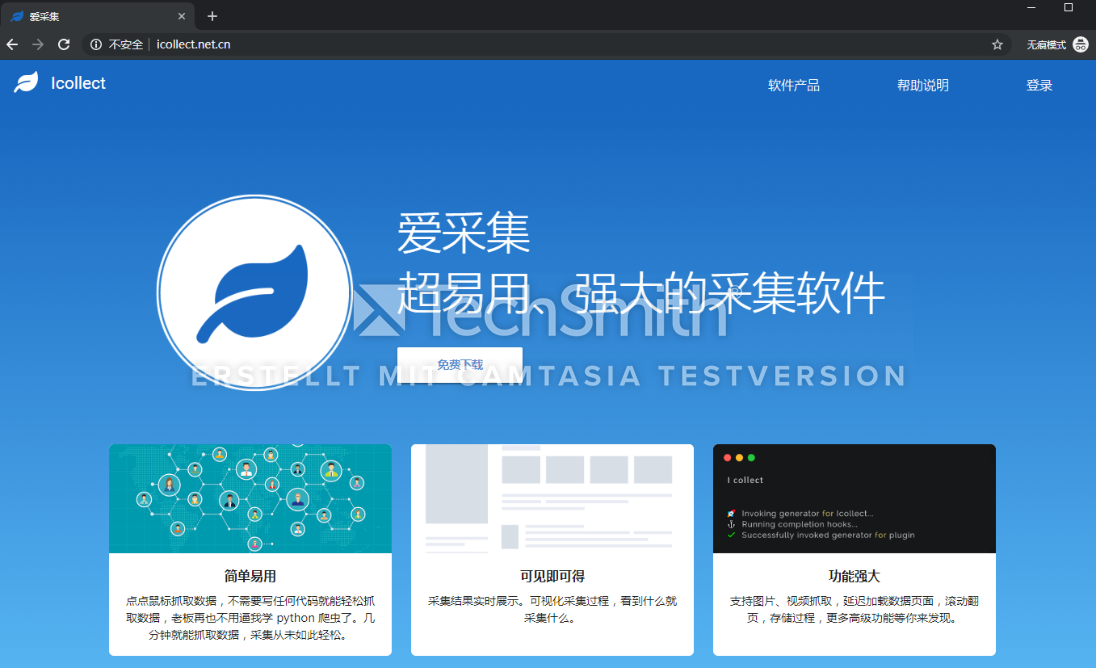 爱采集
不安全 | icollect.net.cn
无痕模式
Icollect
软件产品
帮助说明
登录
爱采集
超易用、强大的采集软件
TechSmith®
免费下载
ERSTELLT MIT CAMTASIA TESTVERSION
简单易用
点点鼠标抓取数据，不需要写任何代码就能轻松抓
取数据，老板再也不用逼我学 python 爬虫了。几
分钟就能抓取数据，采集从未如此轻松。
可见即可得
采集结果实时展示。可视化采集过程，看到什么就
采集什么。
I collect
Invoking generator for Icollect...
Running completion hooks...
Successfully invoked generator for plugin
功能强大
支持图片、视频抓取，延迟加载数据页面，滚动翻
页，存储过程，更多高级功能等你来发现。